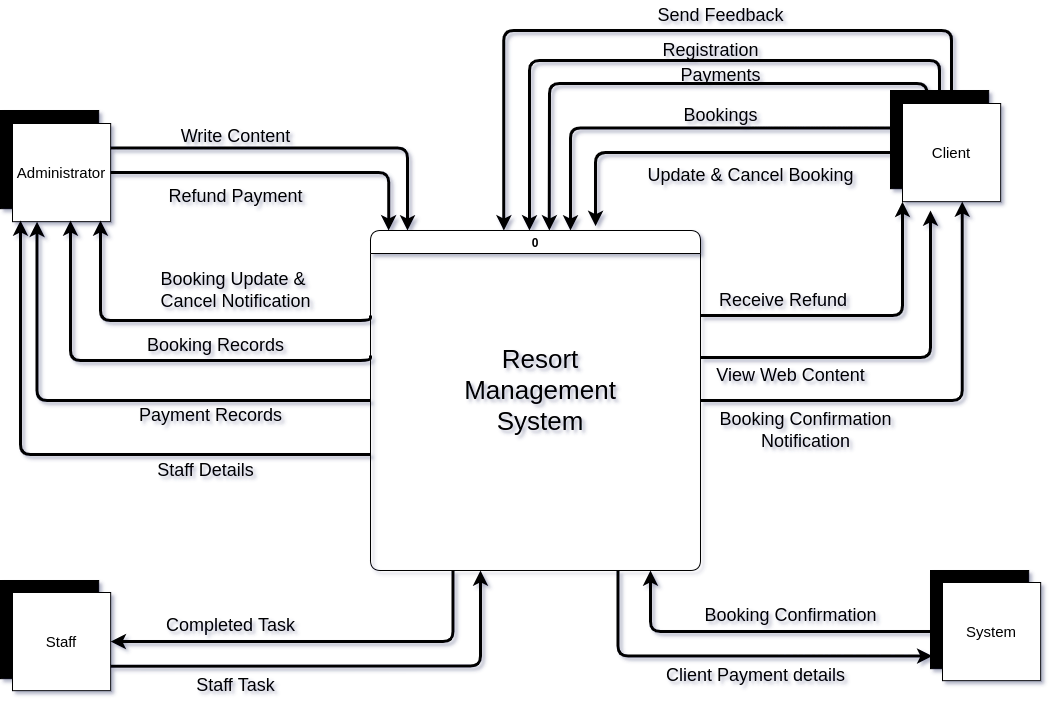 Send Feedback
Registration
Payments
Bookings
Update & Cancel Booking
Client
Write Content
Administrator
Refund Payment
0
Booking Update &
Cancel Notification
Receive Refund
Booking Records
Resort
Management
System
View Web Content
Payment Records
Booking Confirmation
Notification
Staff Details
Completed Task
Staff
Staff Task
Booking Confirmation
System
Client Payment details